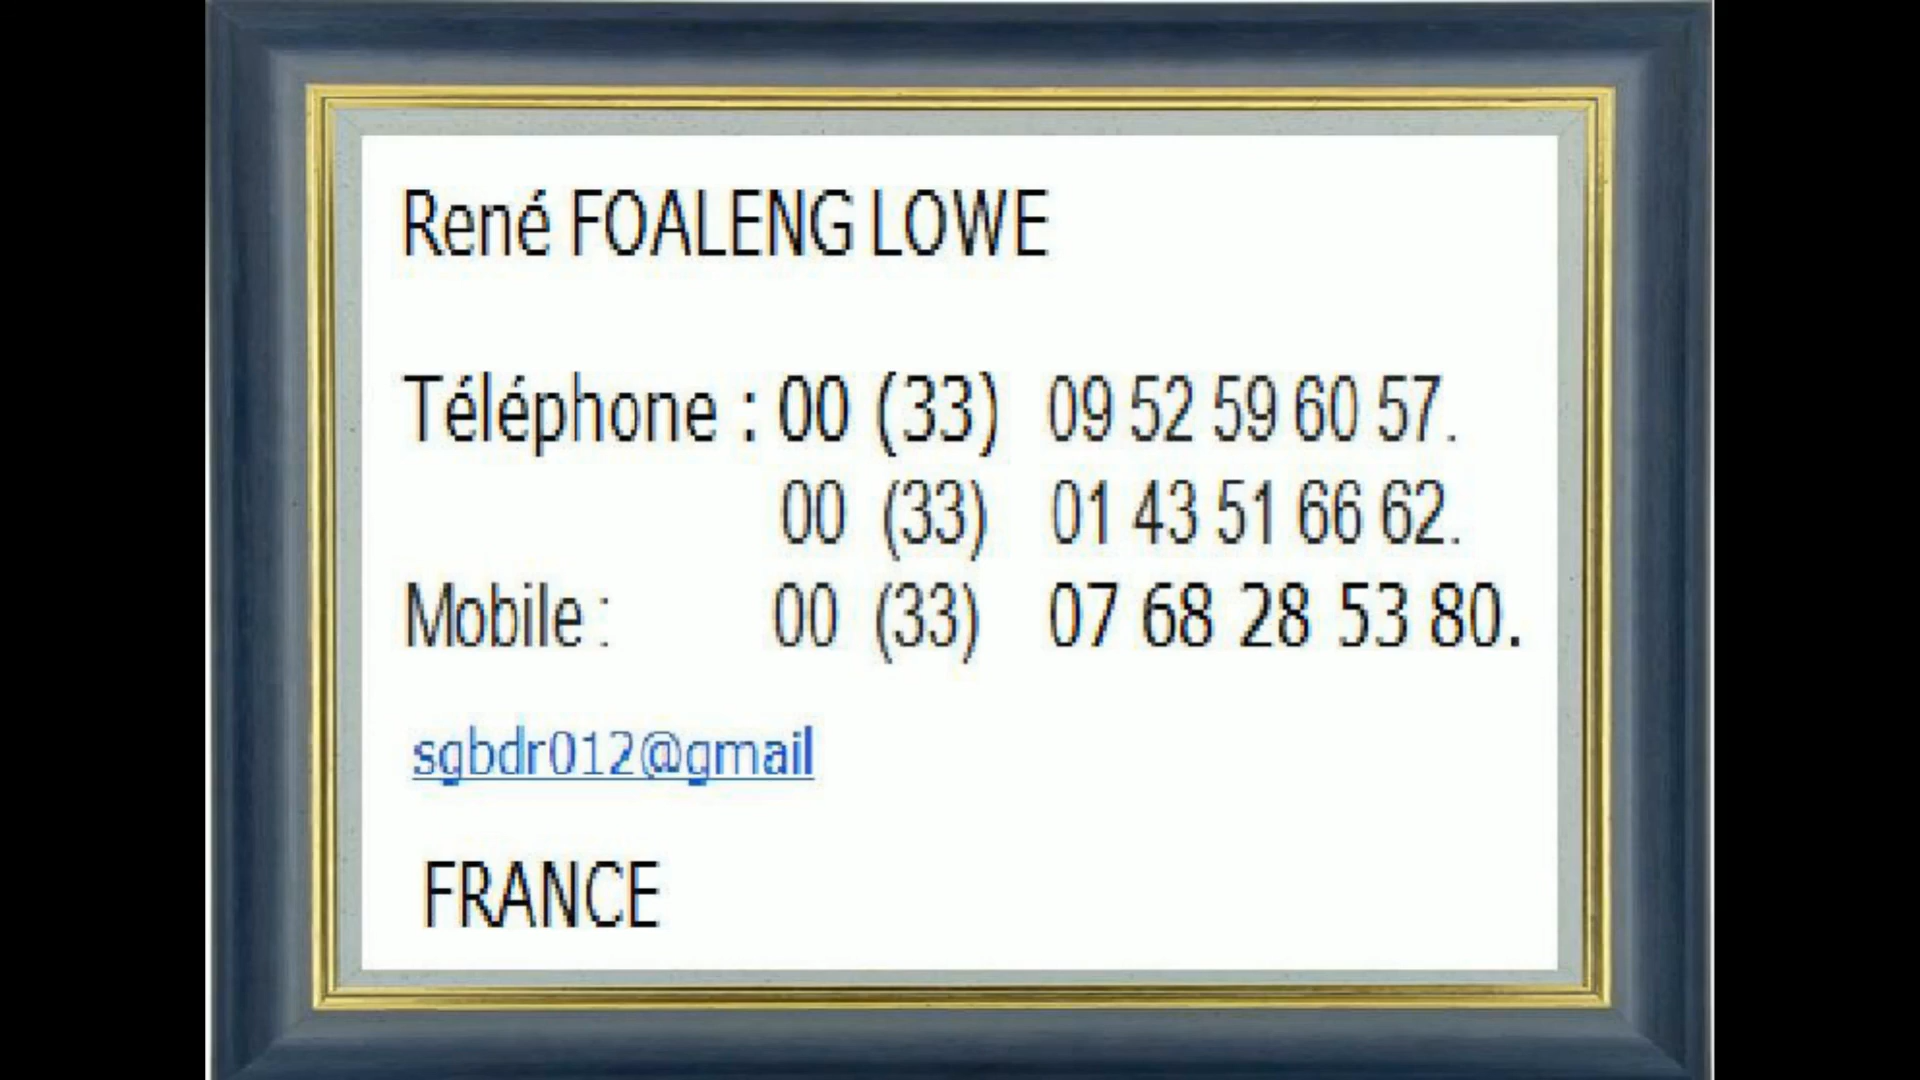 René FOALENG LOWE
Téléphone : 00 (33) 09 52 59 60 57.
00 (33) 01 43 51 66 62.
Mobile : 00 (33) 07 68 28 53 80.
sgbdr012@gmail
FRANCE